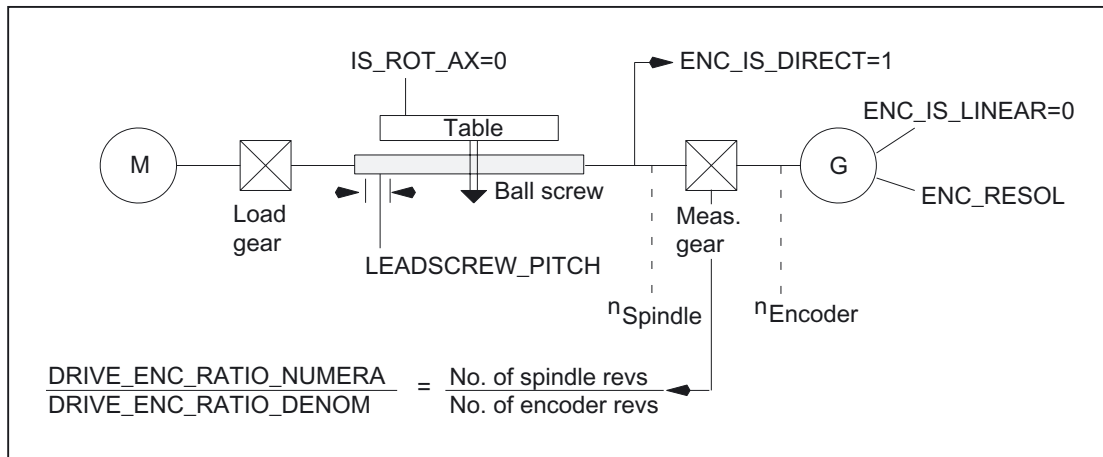 IS_ROT_AX=0
ENC_IS_DIRECT=1
ENC_IS_LINEAR=0
Table
M
G
Ball screw
ENC_RESOL
Load
gear
Meas.
gear
LEADSCREW_PITCH
nSpindle
nEncoder
DRIVE_ENC_RATIO_NUMERA = No. of spindle revs
DRIVE_ENC_RATIO_DENOM No. of encoder revs